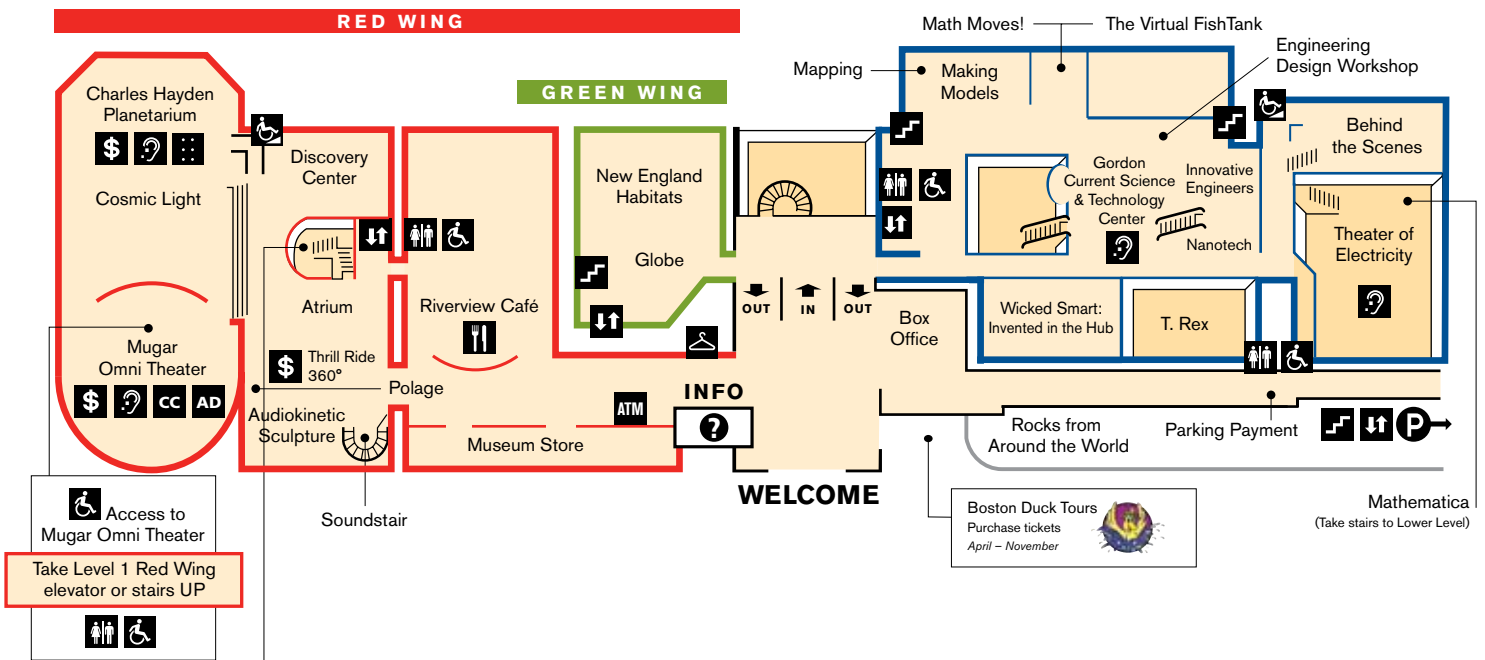 RED WING
GREEN WING
Math Moves!
The Virtual FishTank
Mapping
Making
Models
Engineering
Design Workshop
Charles Hayden
Planetarium
$
Cosmic Light
Discovery
Center
New England
Habitats
Globe
Gordon
Current Science
& Technology
Center
Innovative
Engineers
Nanotech
Behind
the Scenes
Theater of
Electricity
Atrium
Riverview Café
OUT
IN
OUT
Box
Office
Wicked Smart:
Invented in the Hub
T. Rex
Mugar
Omni Theater
$
CC
AD
$
Thrill Ride
360°
Polage
Audiokinetic
Sculpture
Museum Store
ATM
INFO
?
Rocks from
Around the World
Parking Payment
P
WELCOME
Soundstair
Boston Duck Tours
Purchase tickets
April – November
Mathematica
(Take stairs to Lower Level)
Access to
Mugar Omni Theater
Take Level 1 Red Wing
elevator or stairs UP